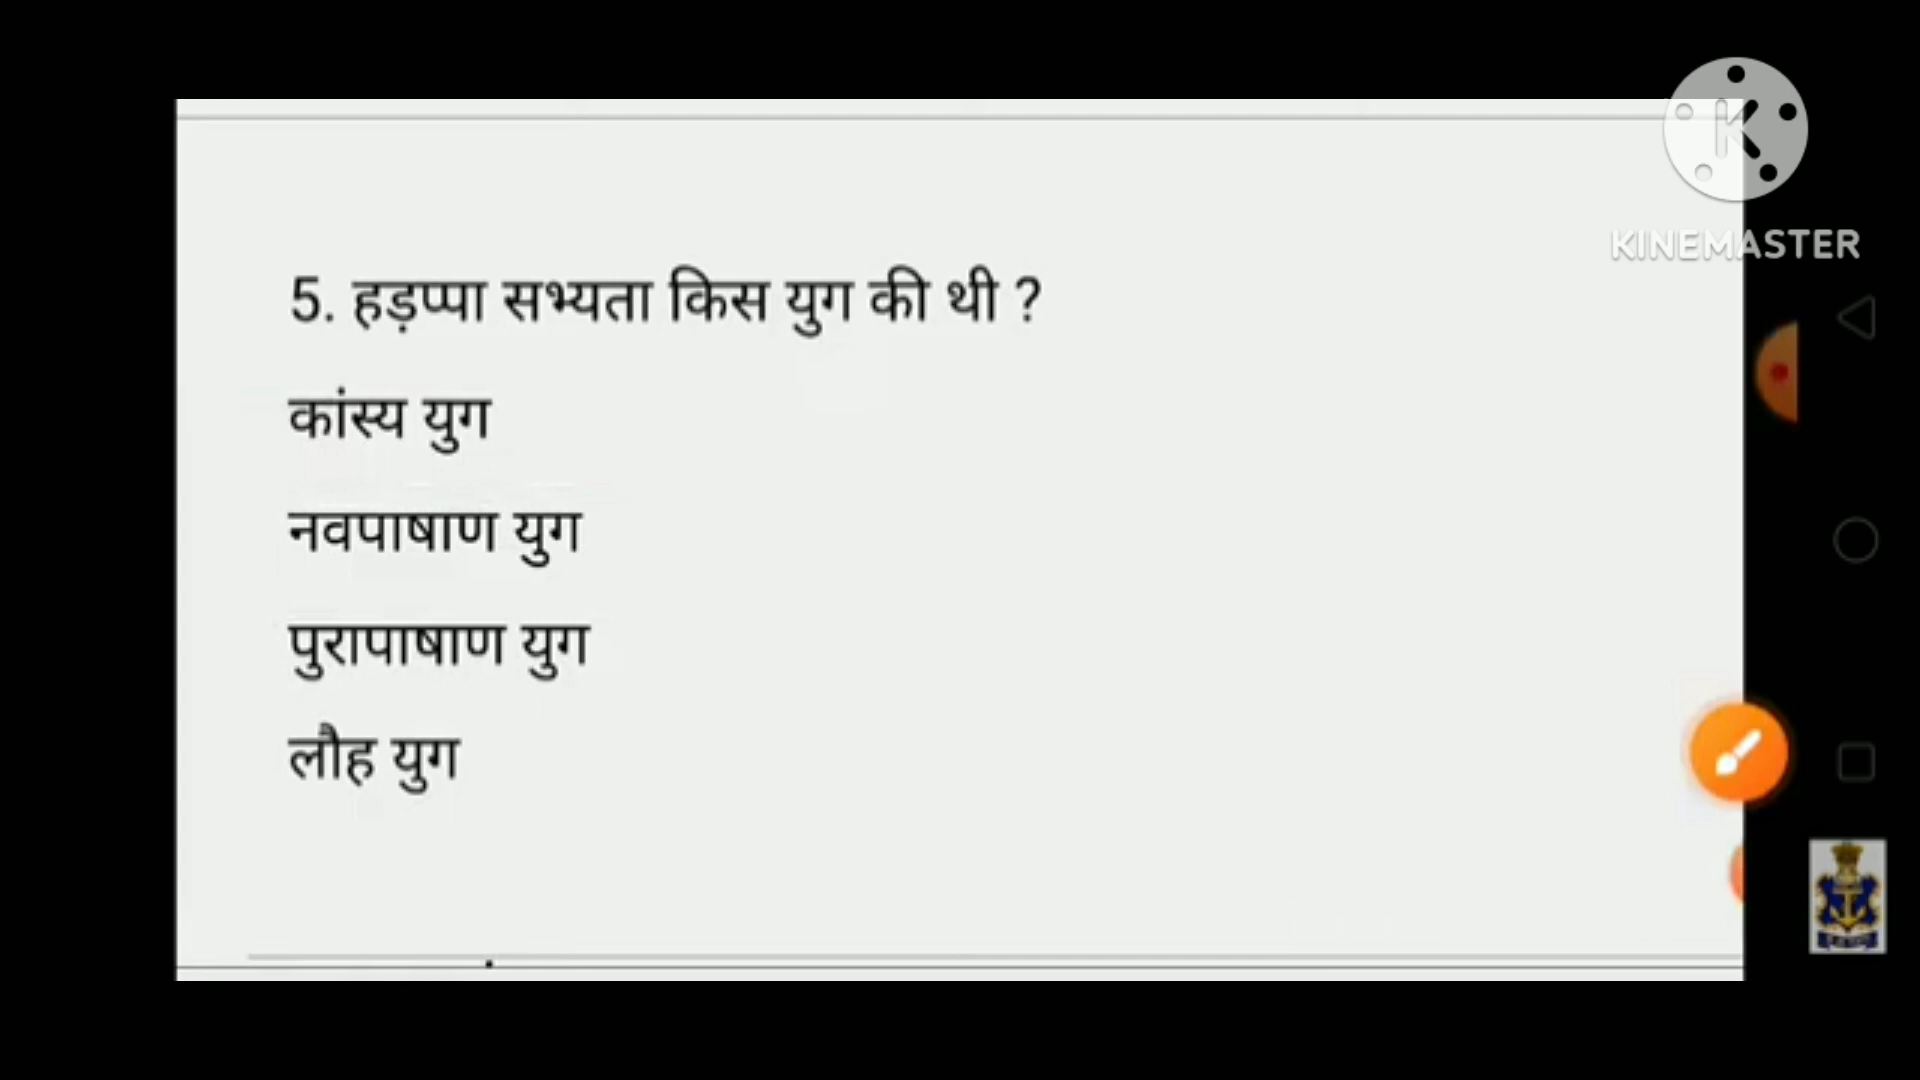 KINEMASTER
5. हड़प्पा सभ्यता किस युग की थी ?
कांस्य युग
नवपाषाण युग
पुरापाषाण युग
लौह युग